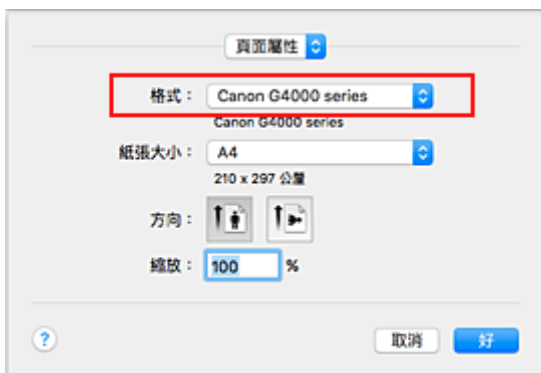 頁面屬性
格式： Canon G4000 series
Canon G4000 series
紙張大小： A4
210 x 297 公釐
方向：
縮放： 100 %
? 取消 好